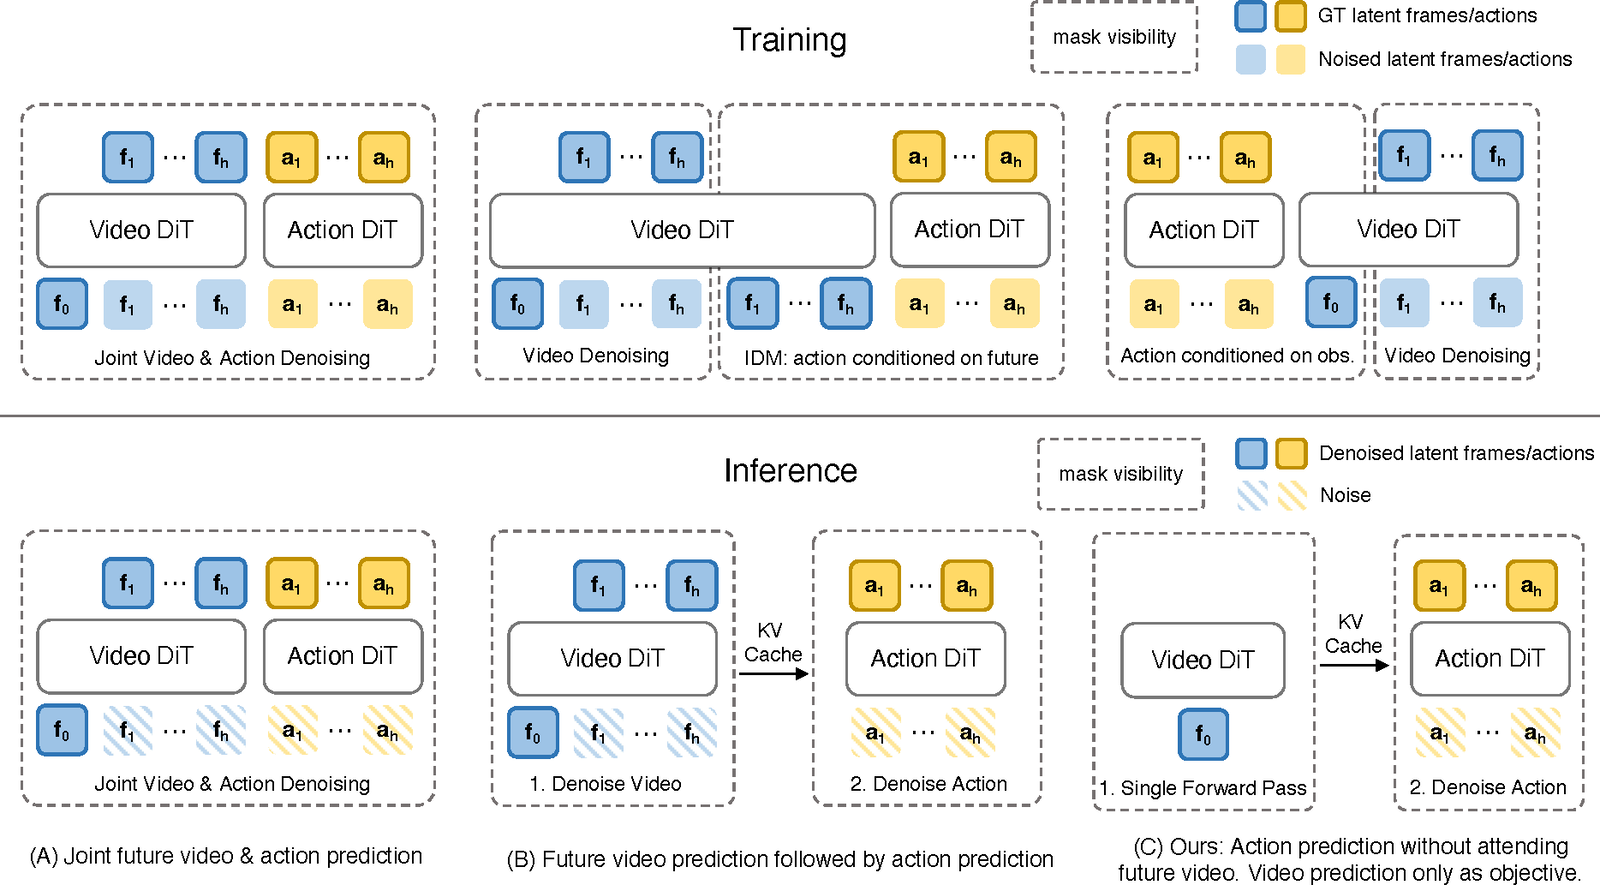 Training
mask visibility
GT latent frames/actions
Noised latent frames/actions
f1 ... fh a1 ... ah
Video DiT Action DiT
f0 f1 ... fh a1 ... ah
Joint Video & Action Denoising
f1 ... fh a1 ... ah
Video DiT Action DiT
f0 f1 ... fh f1 ... fh a1 ... ah
Video Denoising IDM: action conditioned on future
a1 ... ah f1 ... fh
Action DiT Video DiT
a1 ... ah f0 f1 ... fh
Action conditioned on obs. Video Denoising
Inference
mask visibility
Denoised latent frames/actions
Noise
f1 ... fh a1 ... ah
Video DiT Action DiT
f0 f1 ... fh a1 ... ah
Joint Video & Action Denoising
f1 ... fh
Video DiT
f0 f1 ... fh
1. Denoise Video
KV
Cache
a1 ... ah
Action DiT
a1 ... ah
2. Denoise Action
Video DiT
f0
1. Single Forward Pass
KV
Cache
a1 ... ah
Action DiT
a1 ... ah
2. Denoise Action
(A) Joint future video & action prediction
(B) Future video prediction followed by action prediction
(C) Ours: Action prediction without attending
future video. Video prediction only as objective.